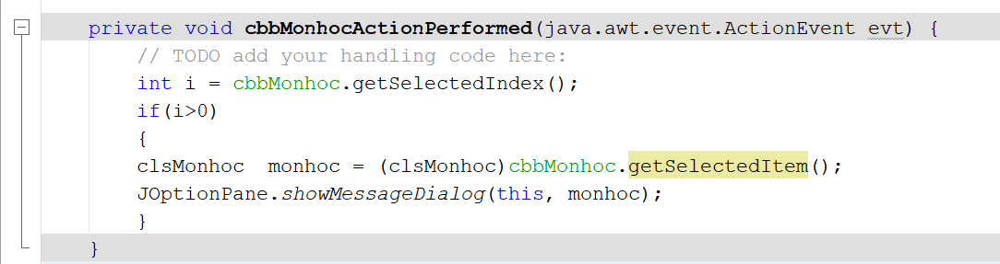 private void cbbMonhocActionPerformed(java.awt.event.ActionEvent evt) {
// TODO add your handling code here:
int i = cbbMonhoc.getSelectedIndex();
if(i>0)
{
clsMonhoc  monhoc = (clsMonhoc)cbbMonhoc.getSelectedItem();
JOptionPane.showMessageDialog(this, monhoc);
}
}